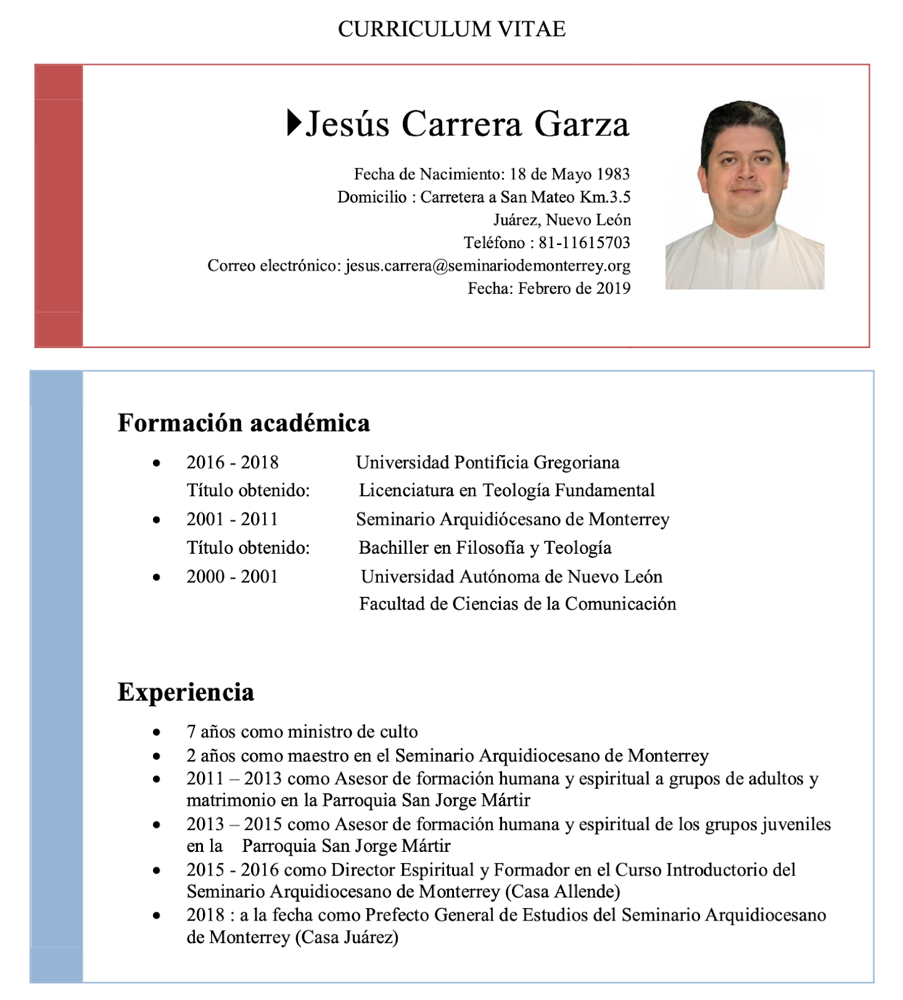 CURRICULUM VITAE
Jesús Carrera Garza
Fecha de Nacimiento: 18 de Mayo 1983
Domicilio : Carretera a San Mateo Km.3.5
Juárez, Nuevo León
Teléfono : 81-11615703
Correo electrónico: jesus.carrera@seminariodemonterrey.org
Fecha: Febrero de 2019
Formación académica
• 2016 - 2018 Universidad Pontificia Gregoriana
Título obtenido: Licenciatura en Teología Fundamental
• 2001 - 2011 Seminario Arquidiócesano de Monterrey
Título obtenido: Bachiller en Filosofía y Teología
• 2000 - 2001 Universidad Autónoma de Nuevo León
Facultad de Ciencias de la Comunicación
Experiencia
• 7 años como ministro de culto
• 2 años como maestro en el Seminario Arquidiocesano de Monterrey
• 2011 – 2013 como Asesor de formación humana y espiritual a grupos de adultos y
matrimonio en la Parroquia San Jorge Mártir
• 2013 – 2015 como Asesor de formación humana y espiritual de los grupos juveniles
en la Parroquia San Jorge Mártir
• 2015 - 2016 como Director Espiritual y Formador en el Curso Introductorio del
Seminario Arquidiocesano de Monterrey (Casa Allende)
• 2018 : a la fecha como Prefecto General de Estudios del Seminario Arquidiocesano
de Monterrey (Casa Juárez)